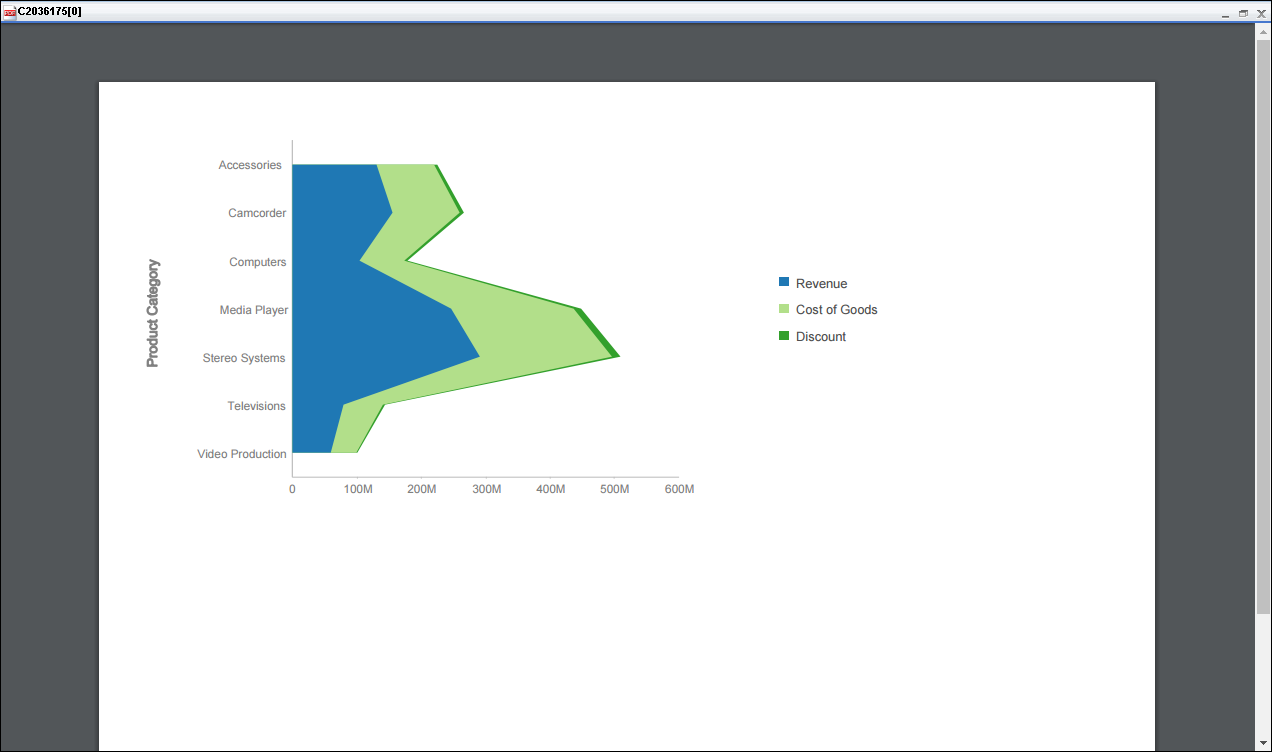 C2036175[0]
Product Category
Accessories
Camcorder
Computers
Media Player
Stereo Systems
Televisions
Video Production
0 100M 200M 300M 400M 500M 600M
Revenue
Cost of Goods
Discount